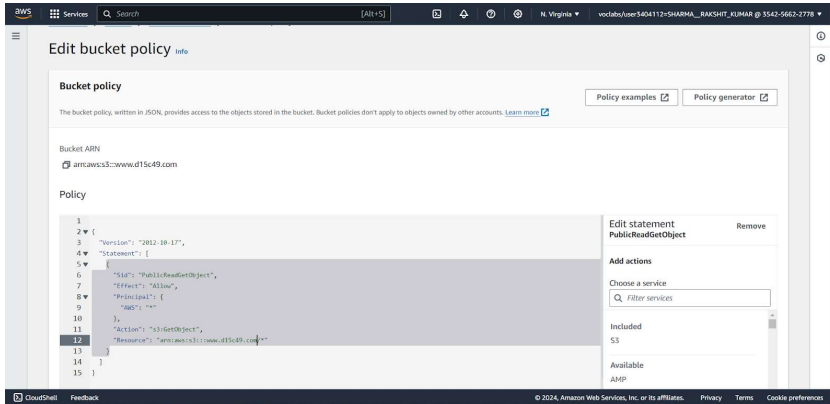 aws Services Search [Alt+S] N. Virginia ▼ voclabs/user3404112=SHARMA__RAKSHIT_KUMAR @ 3542-5662-2778 ▼
Edit bucket policy Info
Bucket policy
Policy examples Policy generator
The bucket policy, written in JSON, provides access to the objects stored in the bucket. Bucket policies don't apply to objects owned by other accounts. Learn more
Bucket ARN
arn:aws:s3:::www.d15c49.com
Policy
1
2 ▼ {
3 "Version": "2012-10-17",
4 ▼ "Statement": [
5 ▼ {
6 "Sid": "PublicReadGetObject",
7 "Effect": "Allow",
8 ▼ "Principal": {
9 "AWS": "*"
10 },
11 "Action": "s3:GetObject",
12 "Resource": "arn:aws:s3:::www.d15c49.com/*"
13 }
14 ]
15 }
Edit statement Remove
PublicReadGetObject
Add actions
Choose a service
Filter services
Included
S3
Available
AMP
CloudShell Feedback © 2024, Amazon Web Services, Inc. or its affiliates. Privacy Terms Cookie preferences